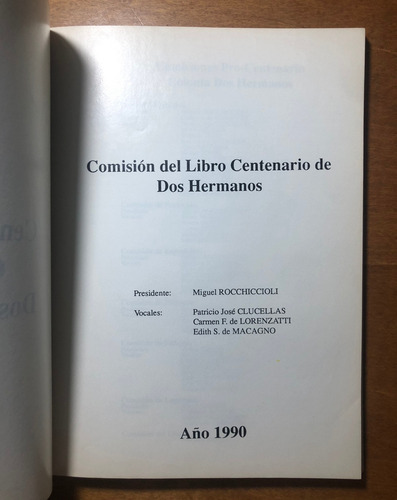 Comisión del Libro Centenario de
Dos Hermanos
Presidente: Miguel ROCCHICCIOLI
Vocales: Patricio José CLUCELLAS
Carmen F. de LORENZATTI
Edith S. de MACAGNO
Año 1990